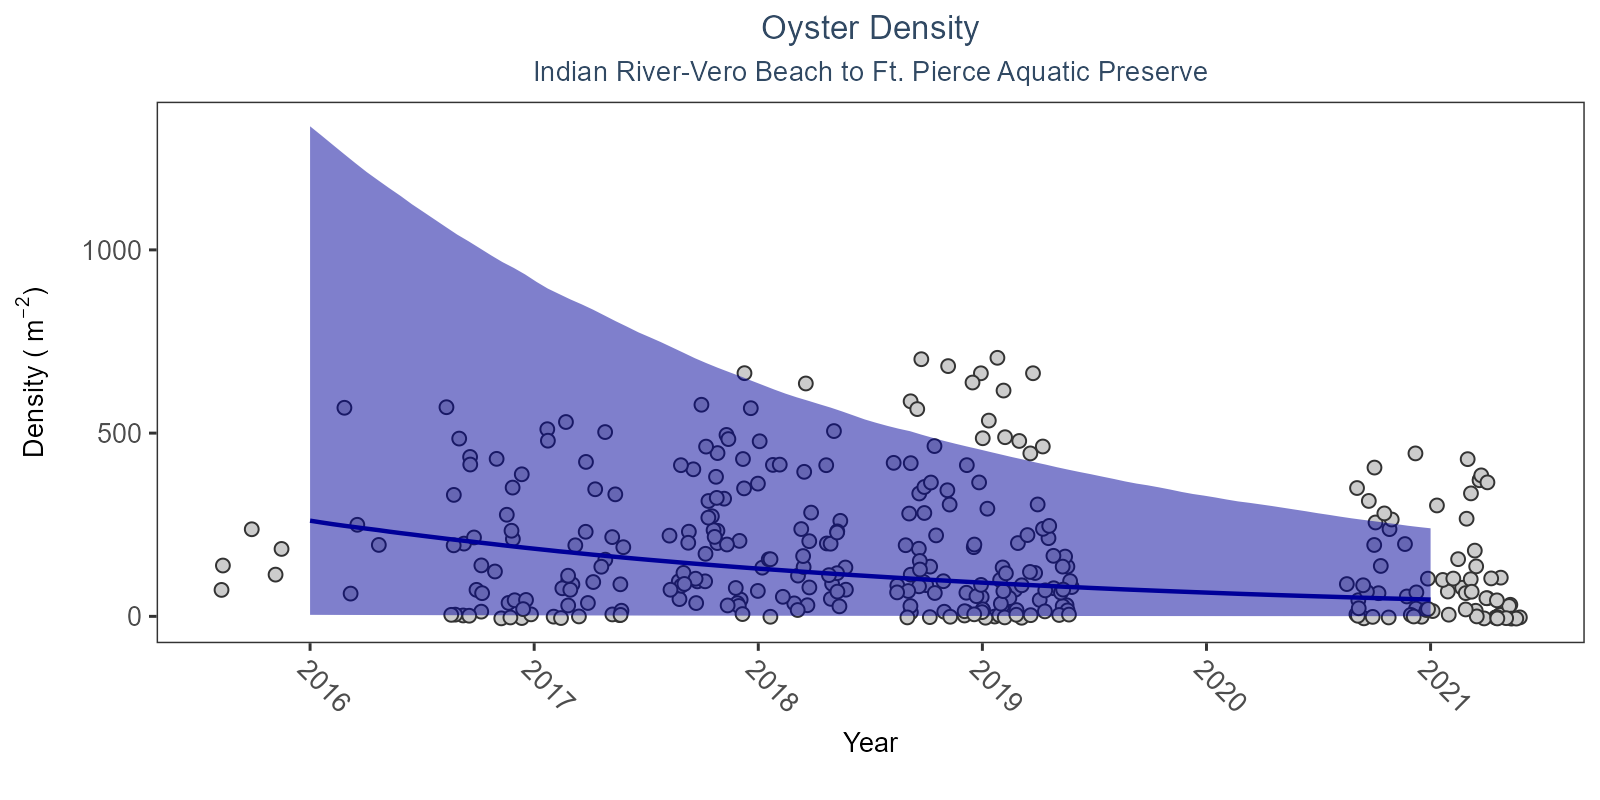 Oyster Density
Indian River-Vero Beach to Ft. Pierce Aquatic Preserve
Density ( m⁻²)
1000
500
0
2016
2017
2018
2019
2020
2021
Year